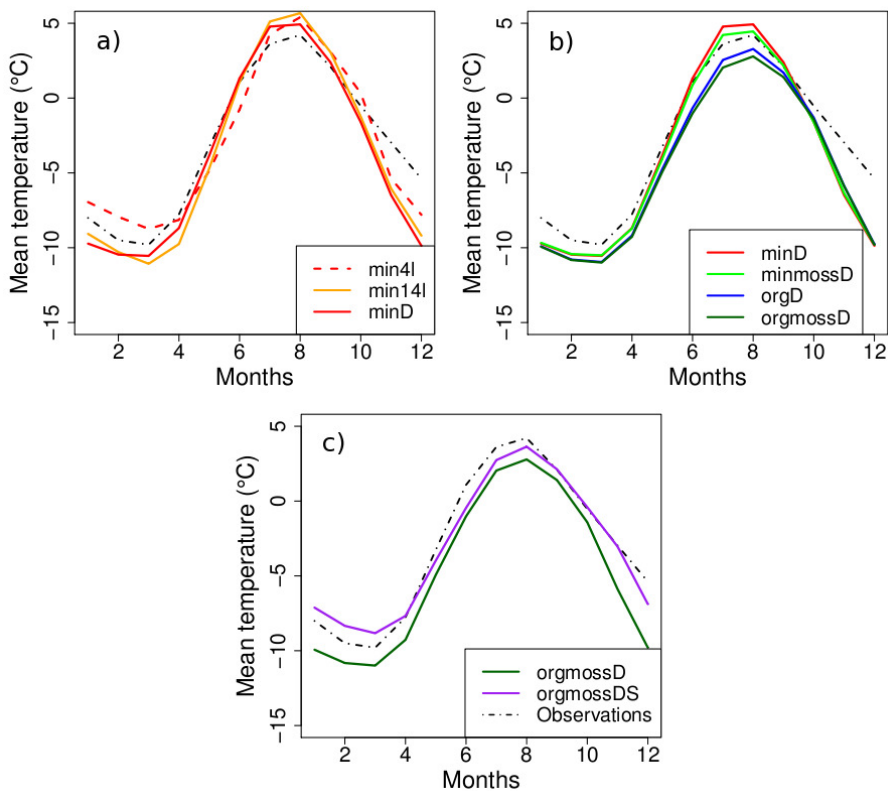 a)
Mean temperature (°C)
5
0
−5
−10
−15
2
4
6
8
10
12
Months
min4l
min14l
minD
b)
Mean temperature (°C)
5
0
−5
−10
−15
2
4
6
8
10
12
Months
minD
minmossD
orgD
orgmossD
c)
Mean temperature (°C)
5
0
−5
−10
−15
2
4
6
8
10
12
Months
orgmossD
orgmossDS
Observations